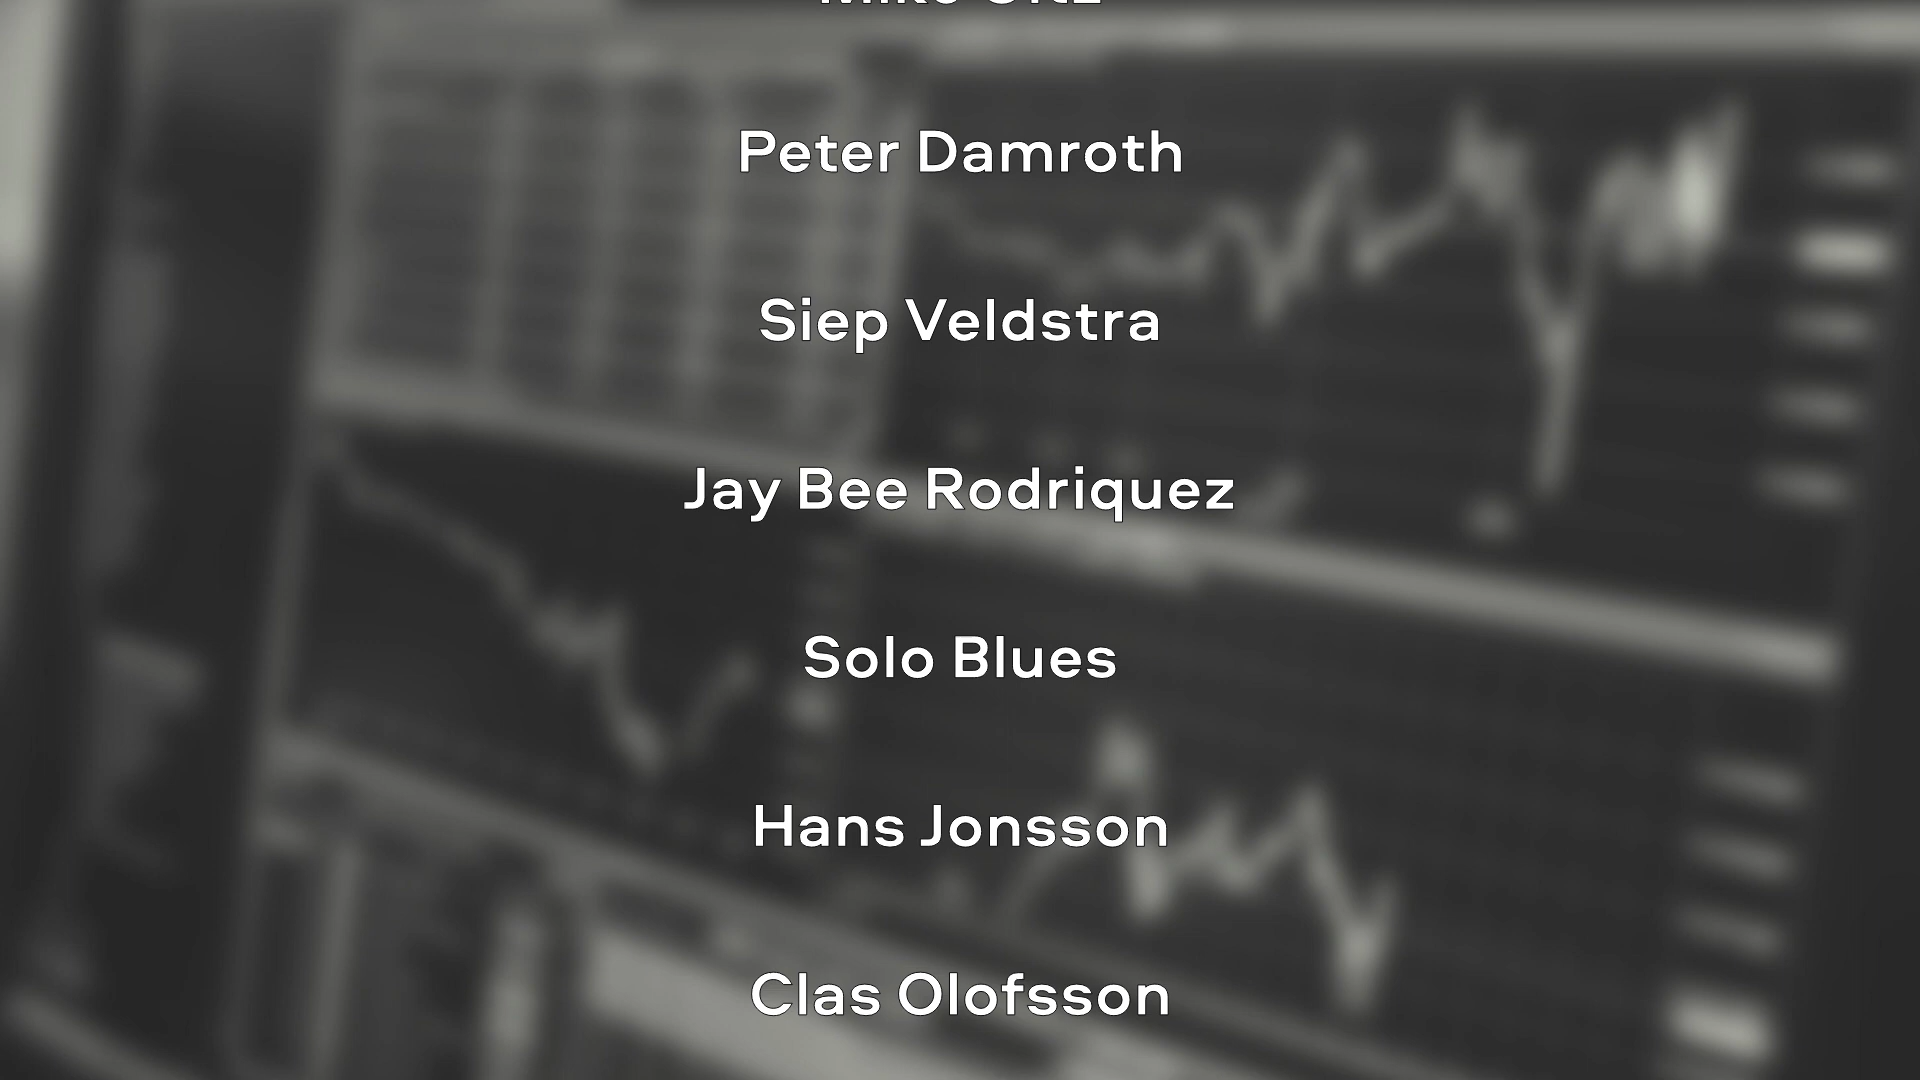 Peter Damroth
Siep Veldstra
Jay Bee Rodriquez
Solo Blues
Hans Jonsson
Clas Olofsson